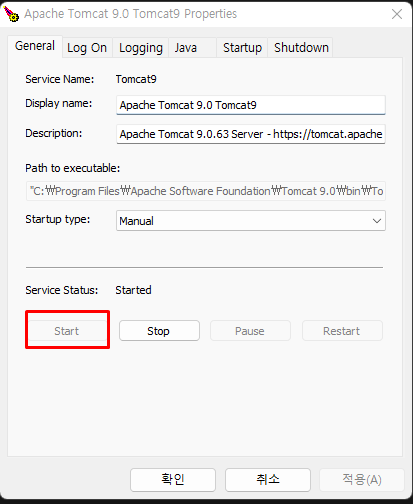 Apache Tomcat 9.0 Tomcat9 Properties
General Log On Logging Java Startup Shutdown
Service Name: Tomcat9
Display name: Apache Tomcat 9.0 Tomcat9
Description: Apache Tomcat 9.0.63 Server - https://tomcat.apache
Path to executable:
"C:₩Program Files₩Apache Software Foundation₩Tomcat 9.0₩bin₩To
Startup type: Manual
Service Status: Started
Start Stop Pause Restart
확인 취소 적용(A)